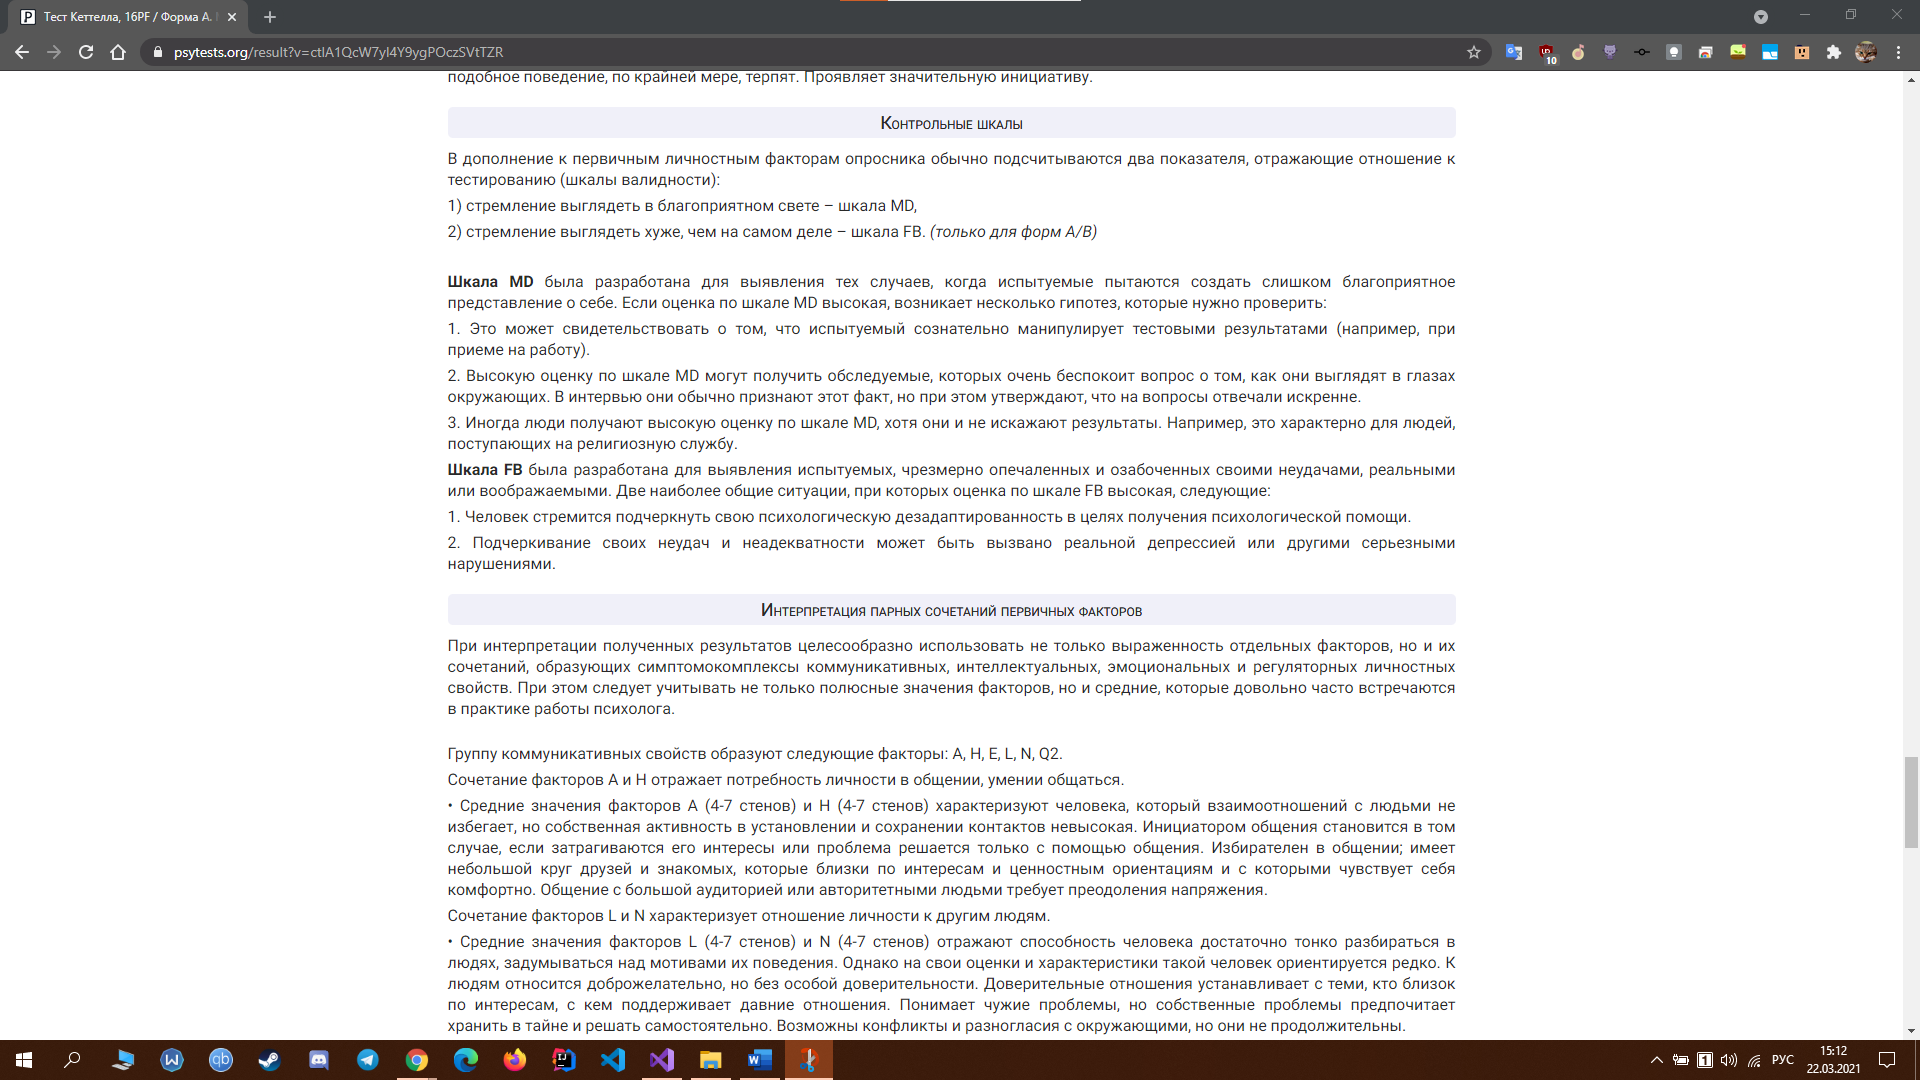 Тест Кеттелла, 16PF / Форма A.
psytests.org/result?v=ctlA1QcW7yl4Y9ygPOczSVtTZR
10
подобное поведение, по крайней мере, терпят. Проявляет значительную инициативу.
Контрольные шкалы
В дополнение к первичным личностным факторам опросника обычно подсчитываются два показателя, отражающие отношение к
тестированию (шкалы валидности):
1) стремление выглядеть в благоприятном свете – шкала MD,
2) стремление выглядеть хуже, чем на самом деле – шкала FB. (только для форм А/В)
Шкала MD была разработана для выявления тех случаев, когда испытуемые пытаются создать слишком благоприятное
представление о себе. Если оценка по шкале MD высокая, возникает несколько гипотез, которые нужно проверить:
1. Это может свидетельствовать о том, что испытуемый сознательно манипулирует тестовыми результатами (например, при
приеме на работу).
2. Высокую оценку по шкале MD могут получить обследуемые, которых очень беспокоит вопрос о том, как они выглядят в глазах
окружающих. В интервью они обычно признают этот факт, но при этом утверждают, что на вопросы отвечали искренне.
3. Иногда люди получают высокую оценку по шкале MD, хотя они и не искажают результаты. Например, это характерно для людей,
поступающих на религиозную службу.
Шкала FB была разработана для выявления испытуемых, чрезмерно опечаленных и озабоченных своими неудачами, реальными
или воображаемыми. Две наиболее общие ситуации, при которых оценка по шкале FB высокая, следующие:
1. Человек стремится подчеркнуть свою психологическую дезадаптированность в целях получения психологической помощи.
2. Подчеркивание своих неудач и неадекватности может быть вызвано реальной депрессией или другими серьезными
нарушениями.
Интерпретация парных сочетаний первичных факторов
При интерпретации полученных результатов целесообразно использовать не только выраженность отдельных факторов, но и их
сочетаний, образующих симптомокомплексы коммуникативных, интеллектуальных, эмоциональных и регуляторных личностных
свойств. При этом следует учитывать не только полюсные значения факторов, но и средние, которые довольно часто встречаются
в практике работы психолога.
Группу коммуникативных свойств образуют следующие факторы: A, H, E, L, N, Q2.
Сочетание факторов А и Н отражает потребность личности в общении, умении общаться.
• Средние значения факторов А (4-7 стенов) и Н (4-7 стенов) характеризуют человека, который взаимоотношений с людьми не
избегает, но собственная активность в установлении и сохранении контактов невысокая. Инициатором общения становится в том
случае, если затрагиваются его интересы или проблема решается только с помощью общения. Избирателен в общении; имеет
небольшой круг друзей и знакомых, которые близки по интересам и ценностным ориентациям и с которыми чувствует себя
комфортно. Общение с большой аудиторией или авторитетными людьми требует преодоления напряжения.
Сочетание факторов L и N характеризует отношение личности к другим людям.
• Средние значения факторов L (4-7 стенов) и N (4-7 стенов) отражают способность человека достаточно тонко разбираться в
людях, задумываться над мотивами их поведения. Однако на свои оценки и характеристики такой человек ориентируется редко. К
людям относится доброжелательно, но без особой доверительности. Доверительные отношения устанавливает с теми, кто близок
по интересам, с кем поддерживает давние отношения. Понимает чужие проблемы, но собственные проблемы предпочитает
хранить в тайне и решать самостоятельно. Возможны конфликты и разногласия с окружающими, но они не продолжительны.
РУС
15:12
22.03.2021